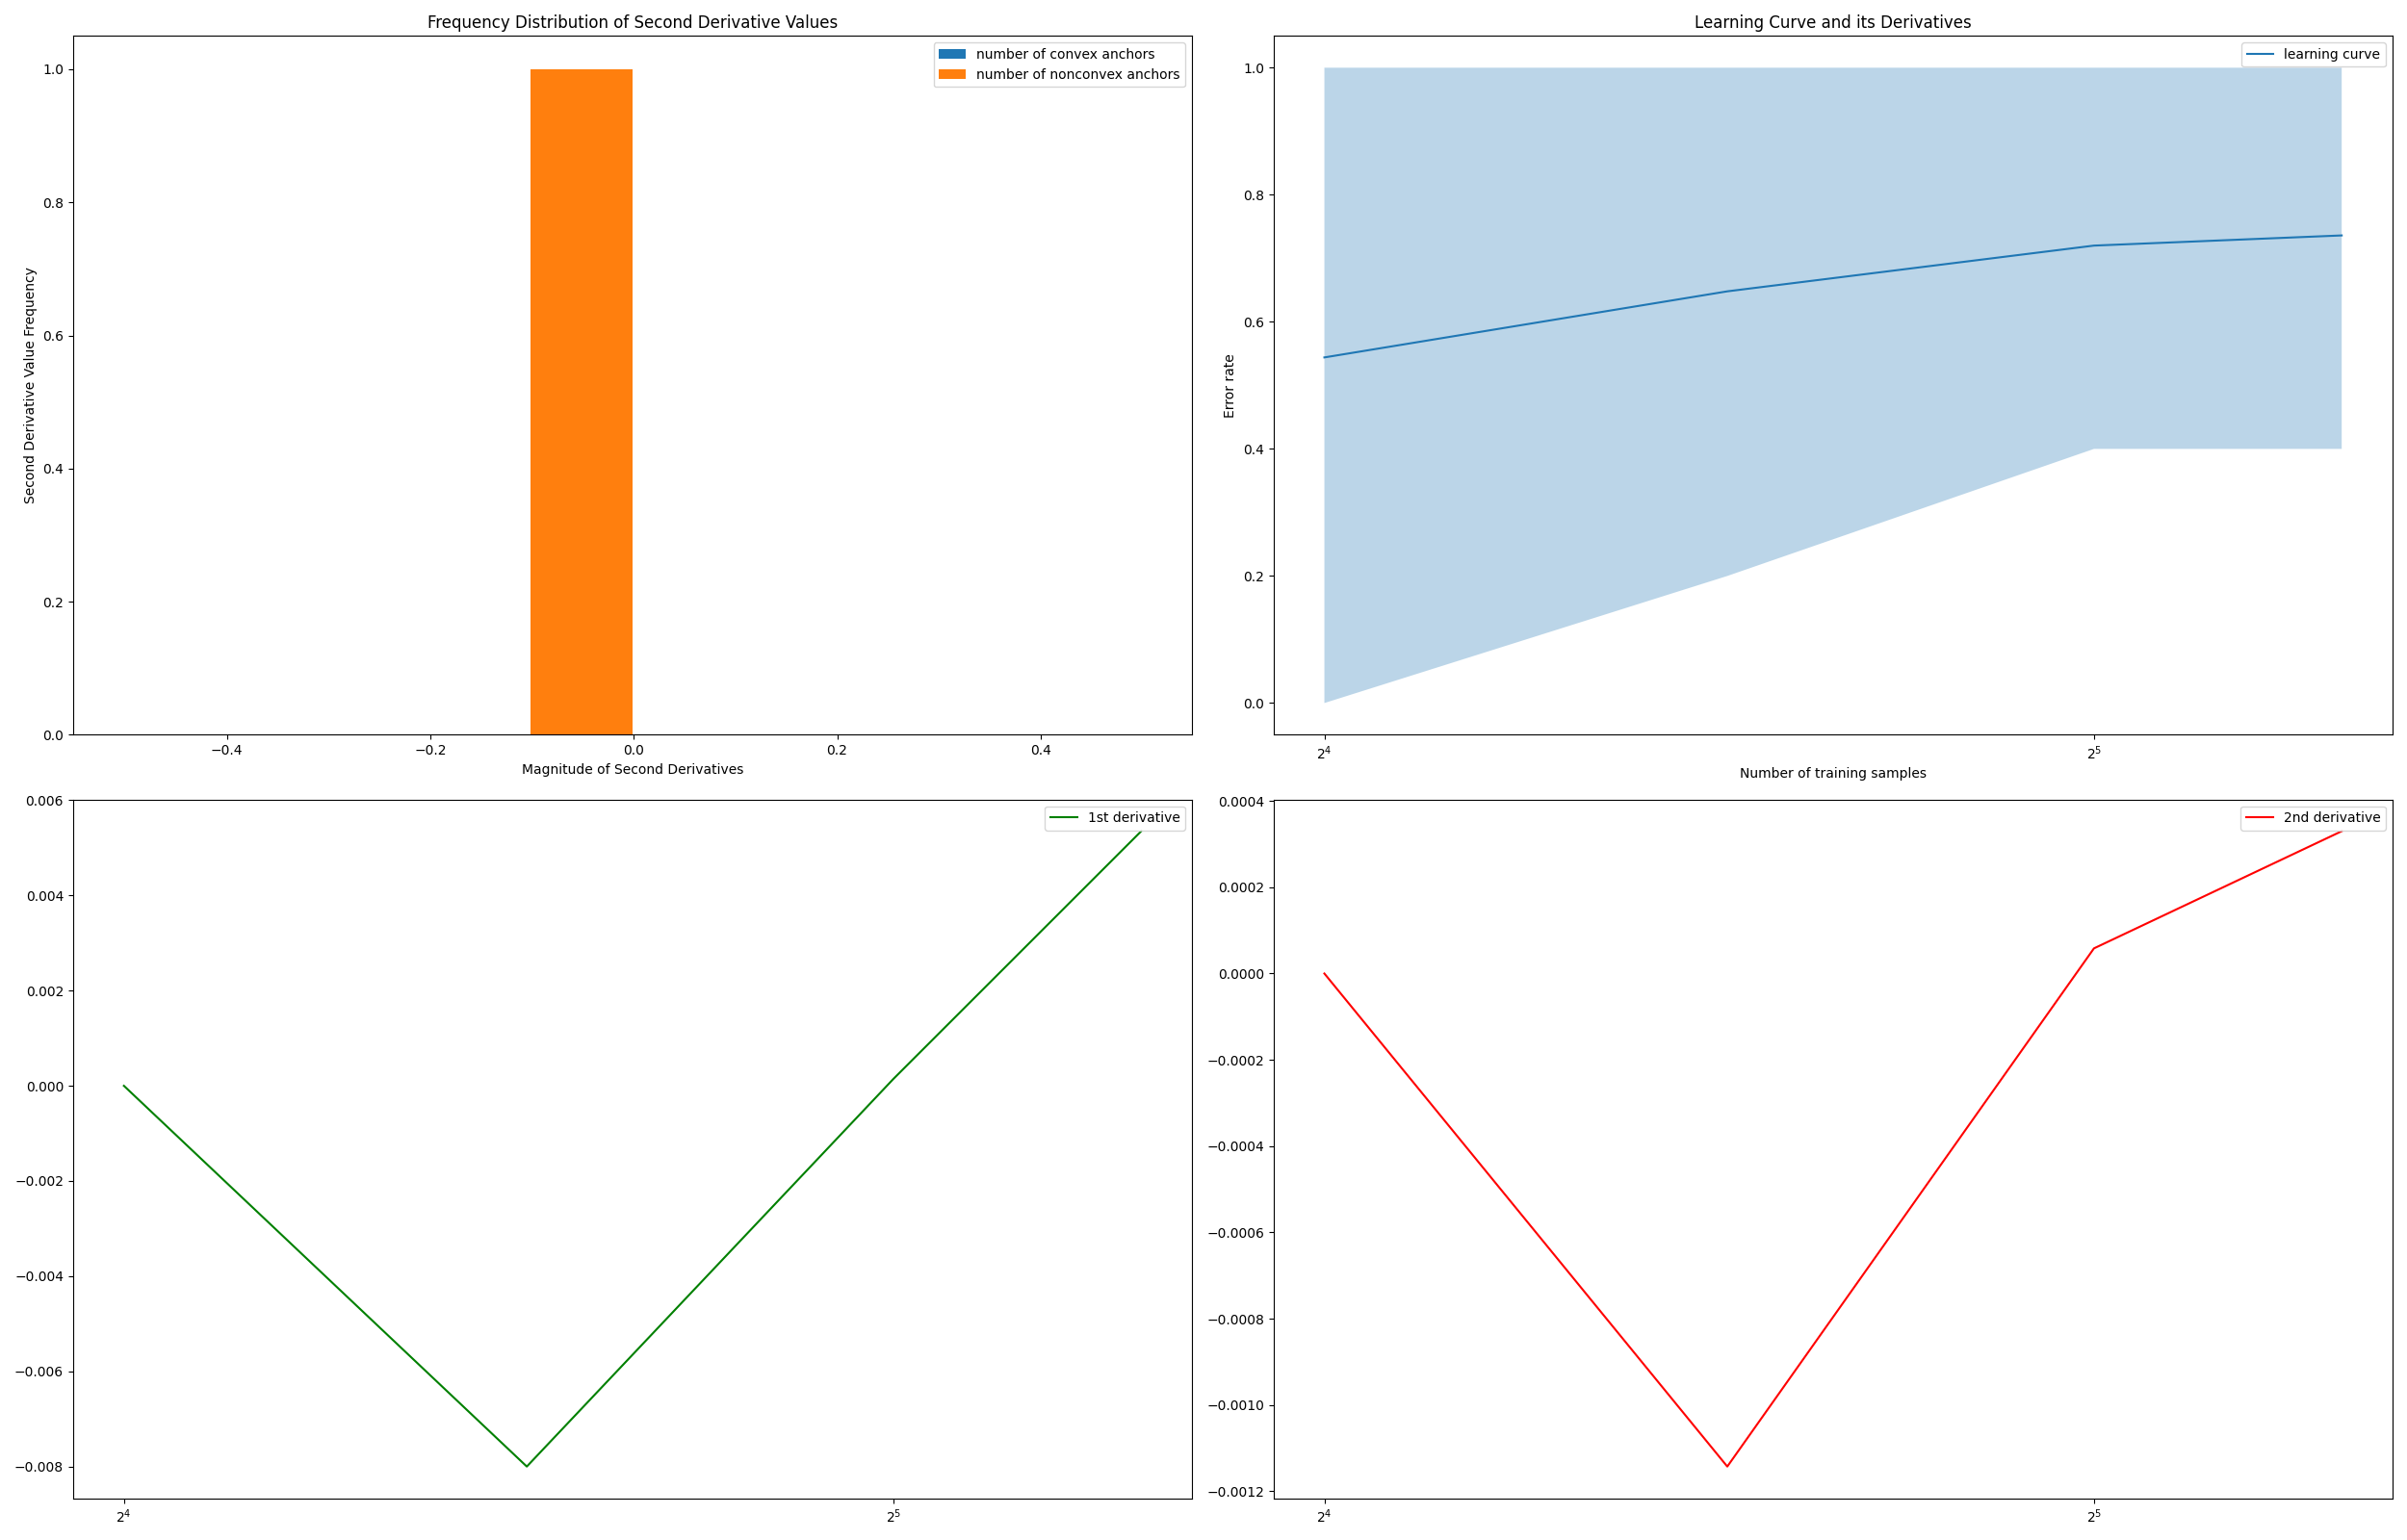 Frequency Distribution of Second Derivative Values
number of convex anchors
number of nonconvex anchors
1.0
0.8
0.6
0.4
0.2
0.0
Second Derivative Value Frequency
−0.4 −0.2 0.0 0.2 0.4
Magnitude of Second Derivatives
Learning Curve and its Derivatives
learning curve
1.0
0.8
0.6
0.4
0.2
0.0
Error rate
2⁴ 2⁵
Number of training samples
1st derivative
0.006
0.004
0.002
0.000
−0.002
−0.004
−0.006
−0.008
2⁴ 2⁵
2nd derivative
0.0004
0.0002
0.0000
−0.0002
−0.0004
−0.0006
−0.0008
−0.0010
−0.0012
2⁴ 2⁵